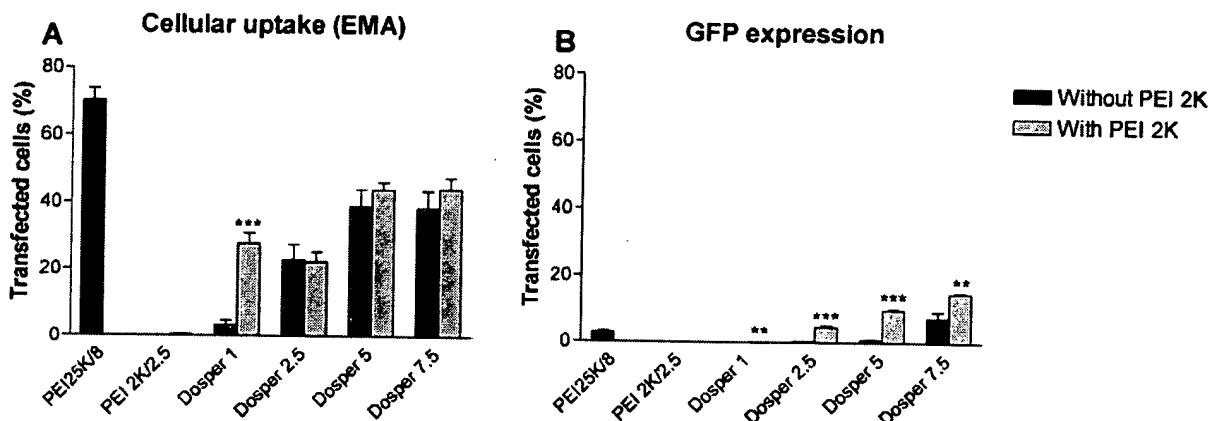 A
Cellular uptake (EMA)
Transfected cells (%)
80
60
40
20
0
***
PEI25K/8
PEI 2K/2.5
Dosper 1
Dosper 2.5
Dosper 5
Dosper 7.5
B
GFP expression
Transfected cells (%)
80
60
40
20
0
**
***
***
**
PEI25K/8
PEI 2K/2.5
Dosper 1
Dosper 2.5
Dosper 5
Dosper 7.5
Without PEI 2K
With PEI 2K